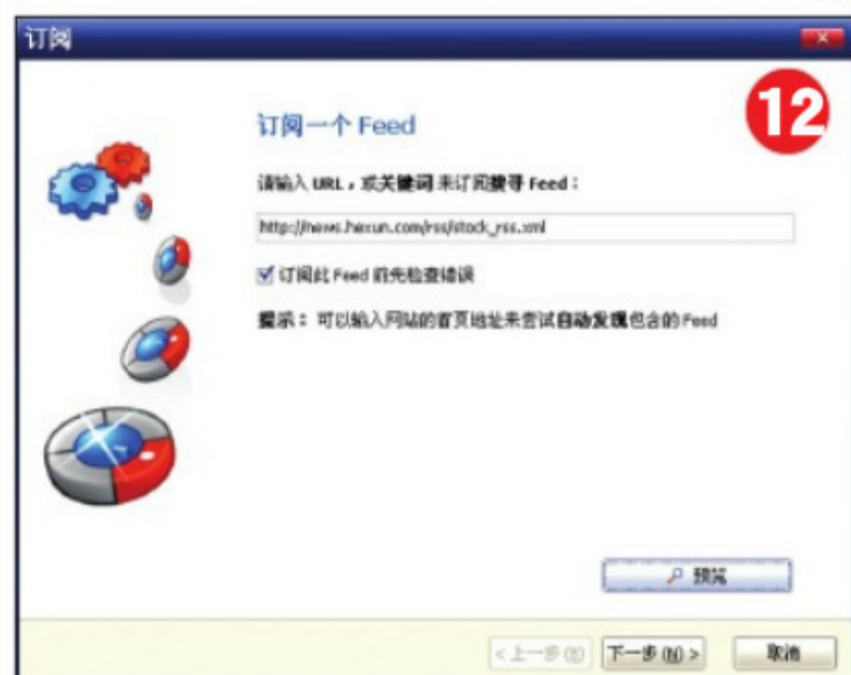 订阅
12
订阅一个 Feed
请输入 URL，或关键词 来订阅搜寻 Feed：
http://news.hexun.com/rss/stock_rss.xml
订阅此 Feed 前先检查错误
提示： 可以输入网站的首页地址来尝试自动发现包含的 Feed
预览
<上一步(B) 下一步(N)> 取消